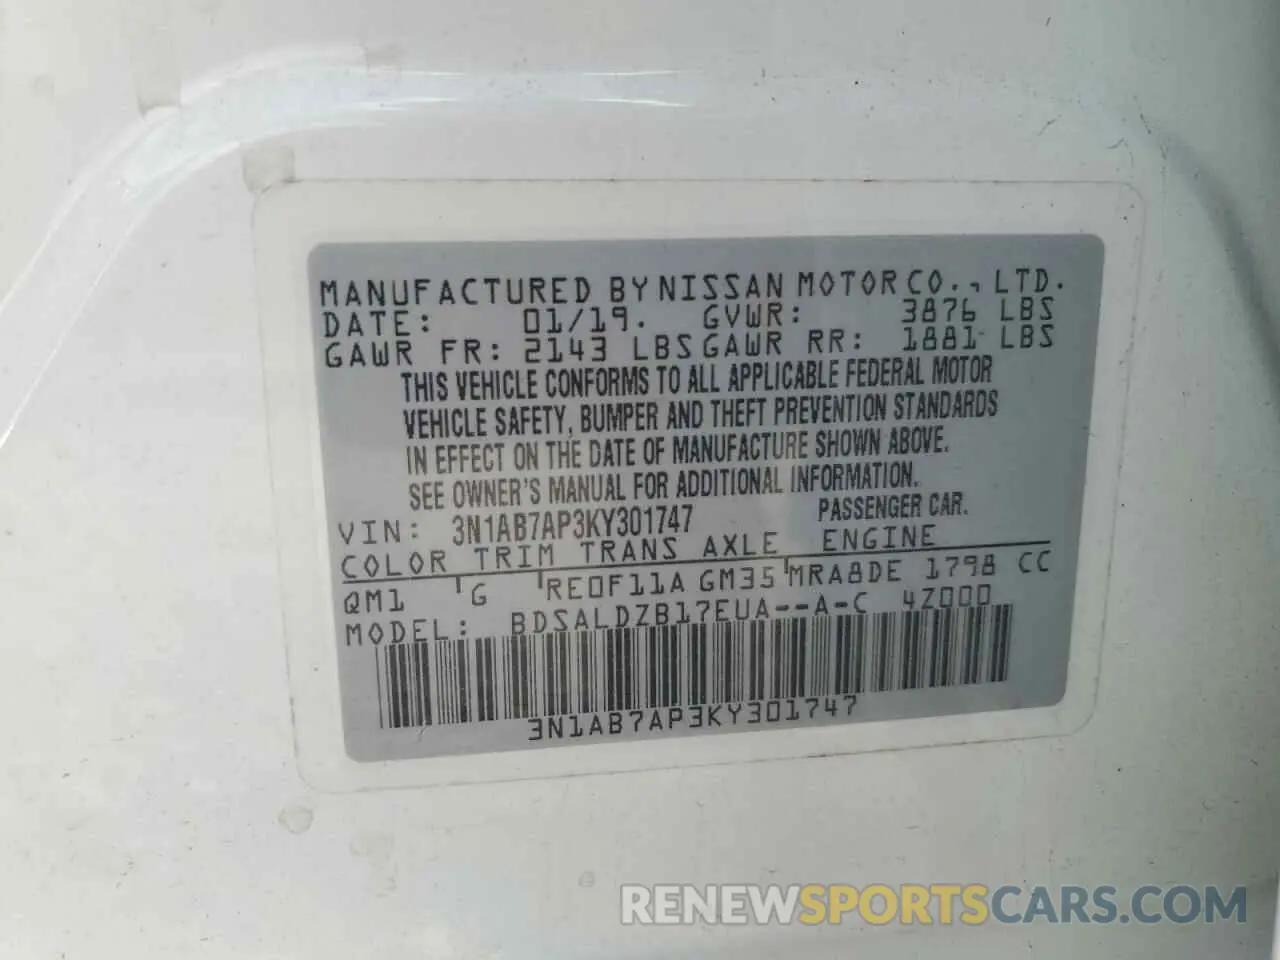 MANUFACTURED BY NISSAN MOTOR CO., LTD.
DATE: 01/19. GVWR: 3876 LBS
GAWR FR: 2143 LBS GAWR RR: 1881 LBS
THIS VEHICLE CONFORMS TO ALL APPLICABLE FEDERAL MOTOR
VEHICLE SAFETY, BUMPER AND THEFT PREVENTION STANDARDS
IN EFFECT ON THE DATE OF MANUFACTURE SHOWN ABOVE.
SEE OWNER'S MANUAL FOR ADDITIONAL INFORMATION.
VIN: 3N1AB7AP3KY301747 PASSENGER CAR.
COLOR TRIM TRANS AXLE ENGINE
QM1 G RE0F11A GM35 MRA8DE 1798 CC
MODEL: BDSALDZB17EUA--A-C 4Z000
3N1AB7AP3KY301747
RENEWSPORTSCARS.COM